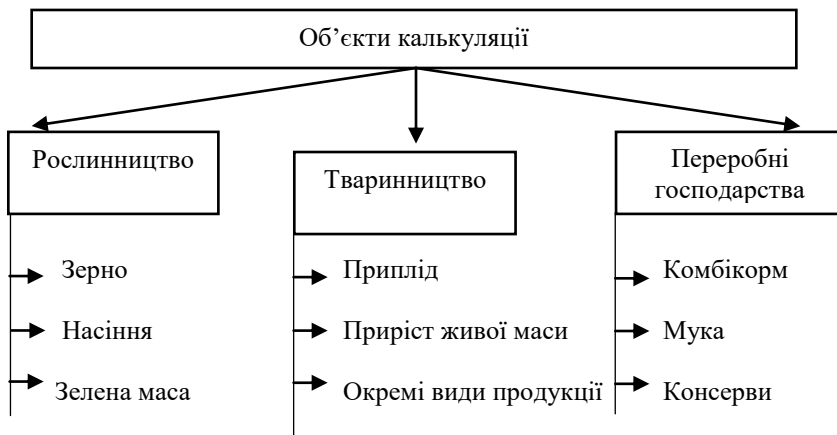 Об’єкти калькуляції
Рослинництво
Тваринництво
Переробні
господарства
Зерно
Приплід
Комбікорм
Насіння
Приріст живої маси
Мука
Зелена маса
Окремі види продукції
Консерви